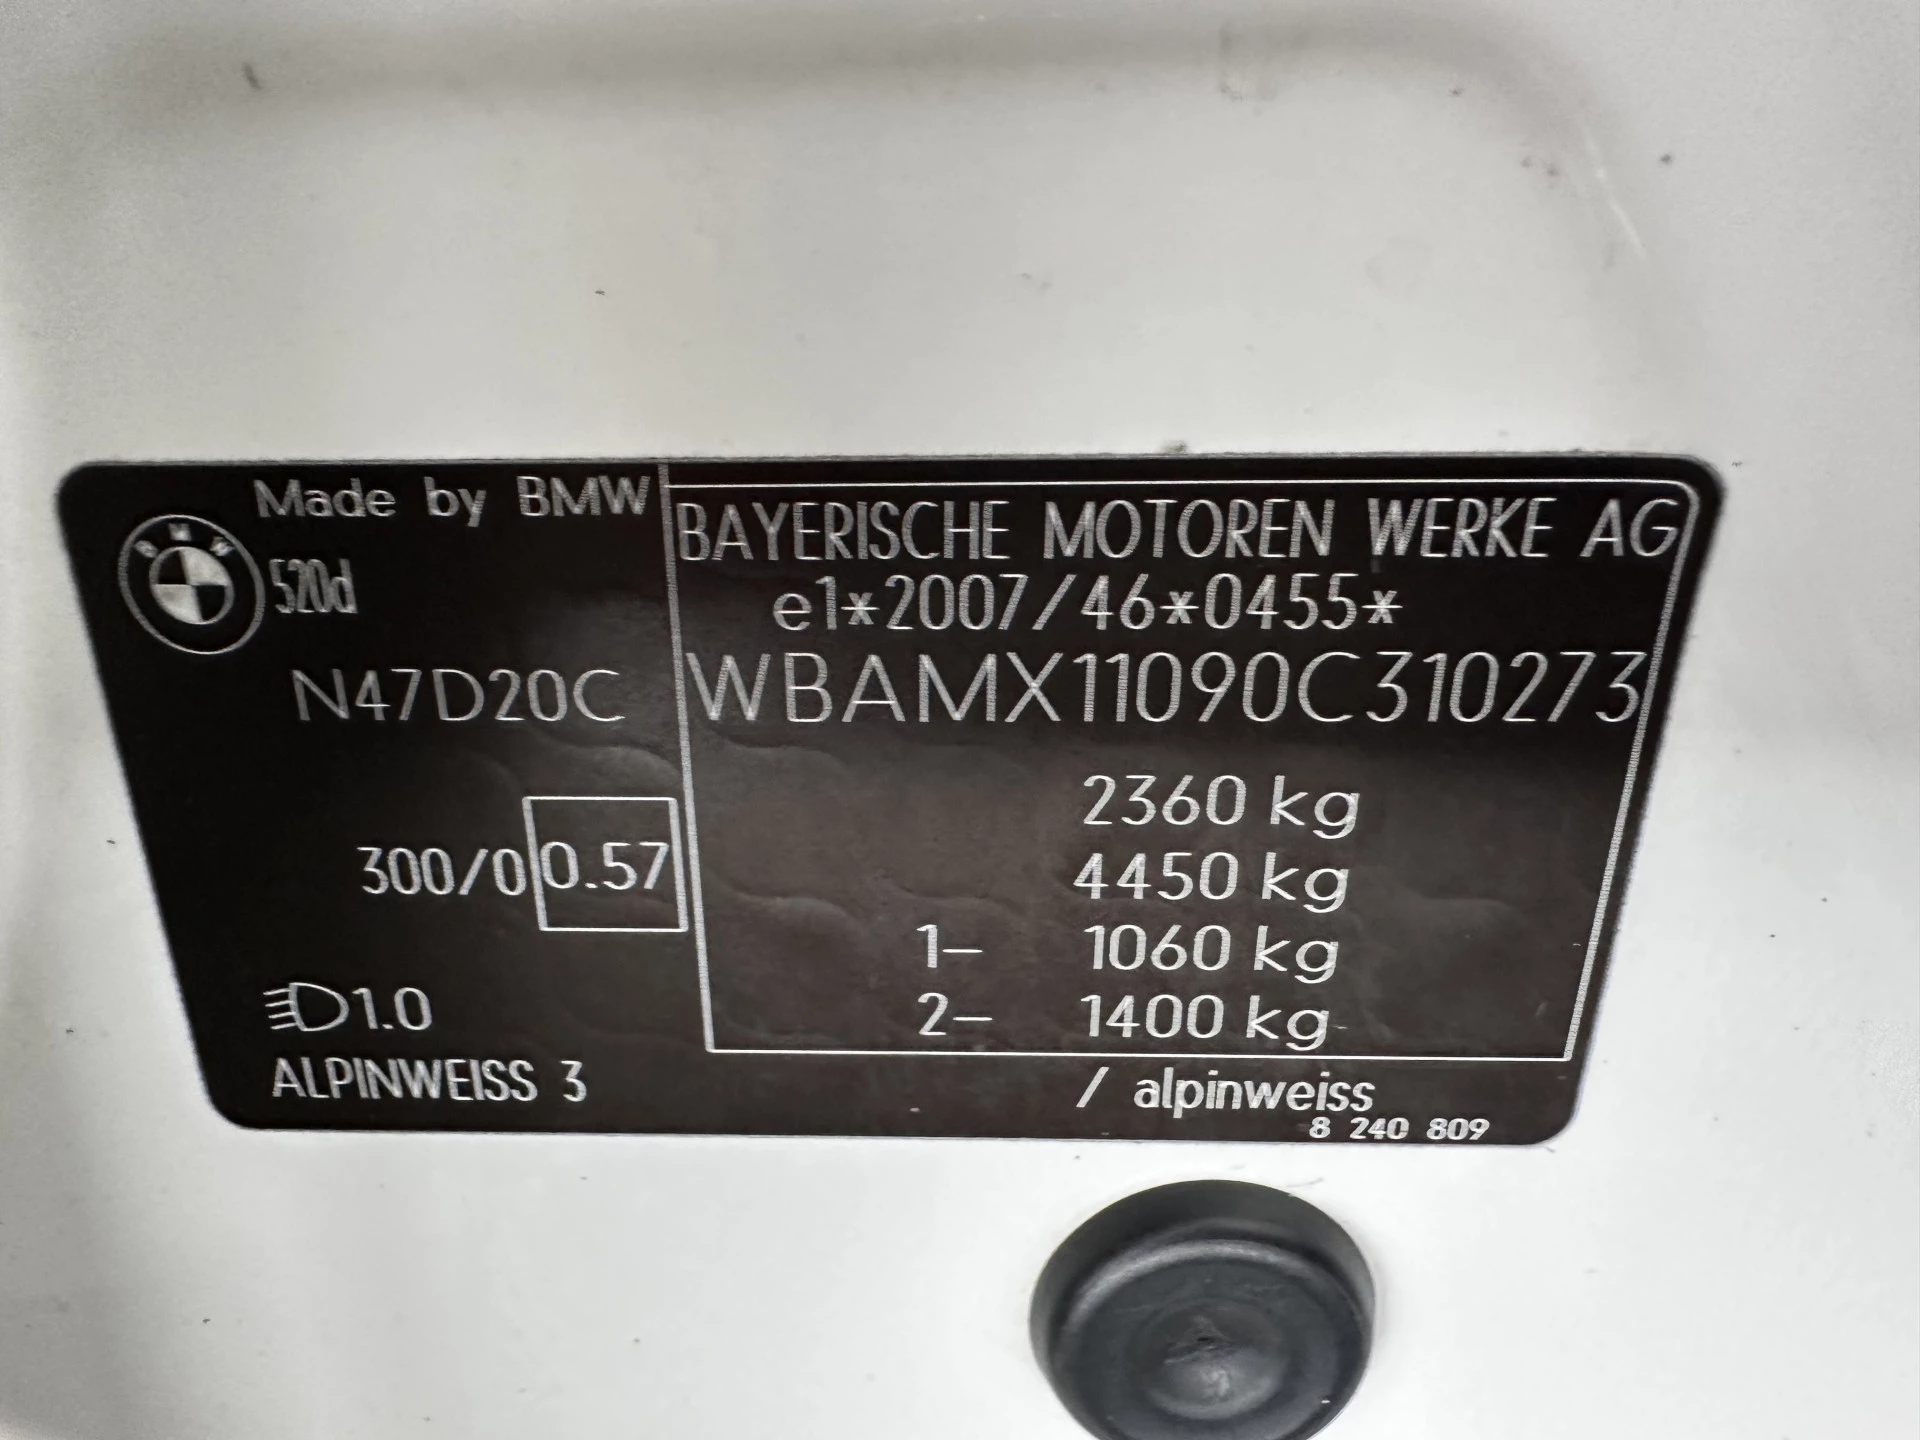 Made by BMW
BMW
520d
N47D20C
300/0 0.57
1.0
ALPINWEISS 3
BAYERISCHE MOTOREN WERKE AG
e1*2007/46*0455*
WBAMX11090C310273
2360 kg
4450 kg
1- 1060 kg
2- 1400 kg
/ alpinweiss
8 240 809